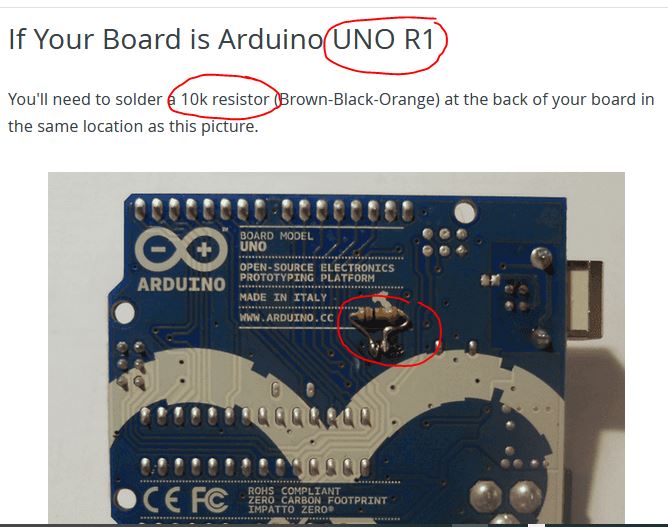 If Your Board is Arduino UNO R1
You'll need to solder a 10k resistor (Brown-Black-Orange) at the back of your board in
the same location as this picture.
BOARD MODEL
UNO
OPEN-SOURCE ELECTRONICS
PROTOTYPING PLATFORM
MADE IN ITALY
WWW.ARDUINO.CC
ARDUINO
CE FC
ROHS COMPLIANT
ZERO CARBON FOOTPRINT
IMPATTO ZERO®